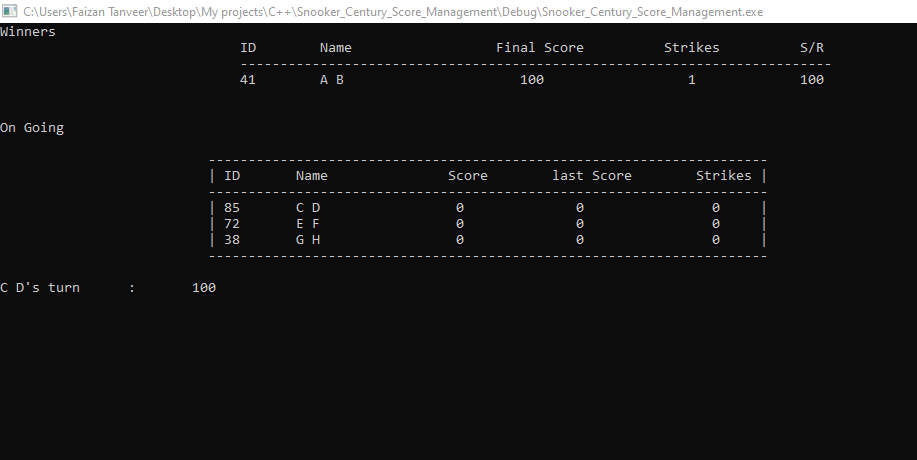 C:\Users\Faizan Tanveer\Desktop\My projects\C++\Snooker_Century_Score_Management\Debug\Snooker_Century_Score_Management.exe
Winners
ID Name Final Score Strikes S/R
--------------------------------------------------------------------------
41 A B 100 1 100
On Going
----------------------------------------------------------------------
| ID Name Score last Score Strikes |
----------------------------------------------------------------------
| 85 C D 0 0 0 |
| 72 E F 0 0 0 |
| 38 G H 0 0 0 |
----------------------------------------------------------------------
C D's turn : 100